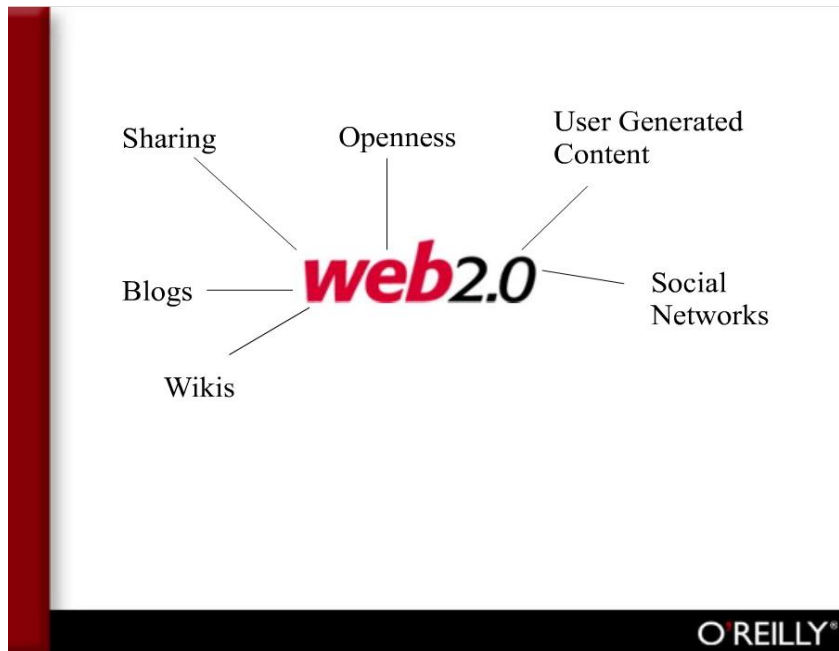 Sharing
Openness
User Generated
Content
web2.0
Blogs
Social
Networks
Wikis
O'REILLY®